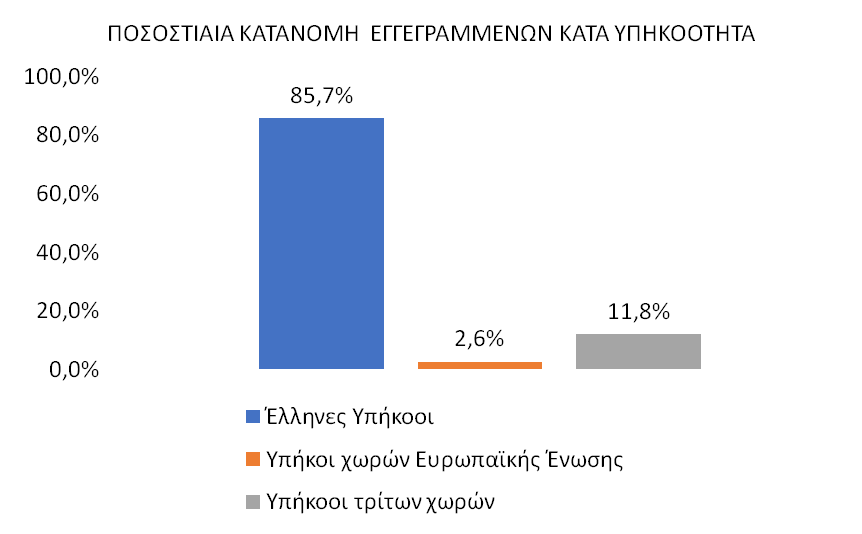 ΠΟΣΟΣΤΙΑΙΑ ΚΑΤΑΝΟΜΗ ΕΓΓΕΓΡΑΜΜΕΝΩΝ ΚΑΤΑ ΥΠΗΚΟΟΤΗΤΑ
100,0%
80,0%
60,0%
40,0%
20,0%
0,0%
85,7%
2,6%
11,8%
Έλληνες Υπήκοοι
Υπήκοι χωρών Ευρωπαϊκής Ένωσης
Υπήκοοι τρίτων χωρών